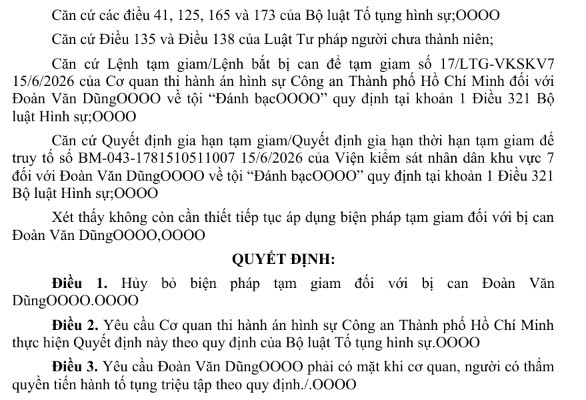 Căn cứ các điều 41, 125, 165 và 173 của Bộ luật Tố tụng hình sự;OOOO
Căn cứ Điều 135 và Điều 138 của Luật Tư pháp người chưa thành niên;
Căn cứ Lệnh tạm giam/Lệnh bắt bị can để tạm giam số 17/LTG-VKSKV7
15/6/2026 của Cơ quan thi hành án hình sự Công an Thành phố Hồ Chí Minh đối với
Đoàn Văn DũngOOOO về tội “Đánh bạcOOOO” quy định tại khoản 1 Điều 321 Bộ
luật Hình sự;OOOO
Căn cứ Quyết định gia hạn tạm giam/Quyết định gia hạn thời hạn tạm giam để
truy tố số BM-043-1781510511007 15/6/2026 của Viện kiểm sát nhân dân khu vực 7
đối với Đoàn Văn DũngOOOO về tội “Đánh bạcOOOO” quy định tại khoản 1 Điều 321
Bộ luật Hình sự;OOOO
Xét thấy không còn cần thiết tiếp tục áp dụng biện pháp tạm giam đối với bị can
Đoàn Văn DũngOOOO,OOOO
QUYẾT ĐỊNH:
Điều 1. Hủy bỏ biện pháp tạm giam đối với bị can Đoàn Văn
DũngOOOO.OOOO
Điều 2. Yêu cầu Cơ quan thi hành án hình sự Công an Thành phố Hồ Chí Minh
thực hiện Quyết định này theo quy định của Bộ luật Tố tụng hình sự.OOOO
Điều 3. Yêu cầu Đoàn Văn DũngOOOO phải có mặt khi cơ quan, người có thẩm
quyền tiến hành tố tụng triệu tập theo quy định./.OOOO